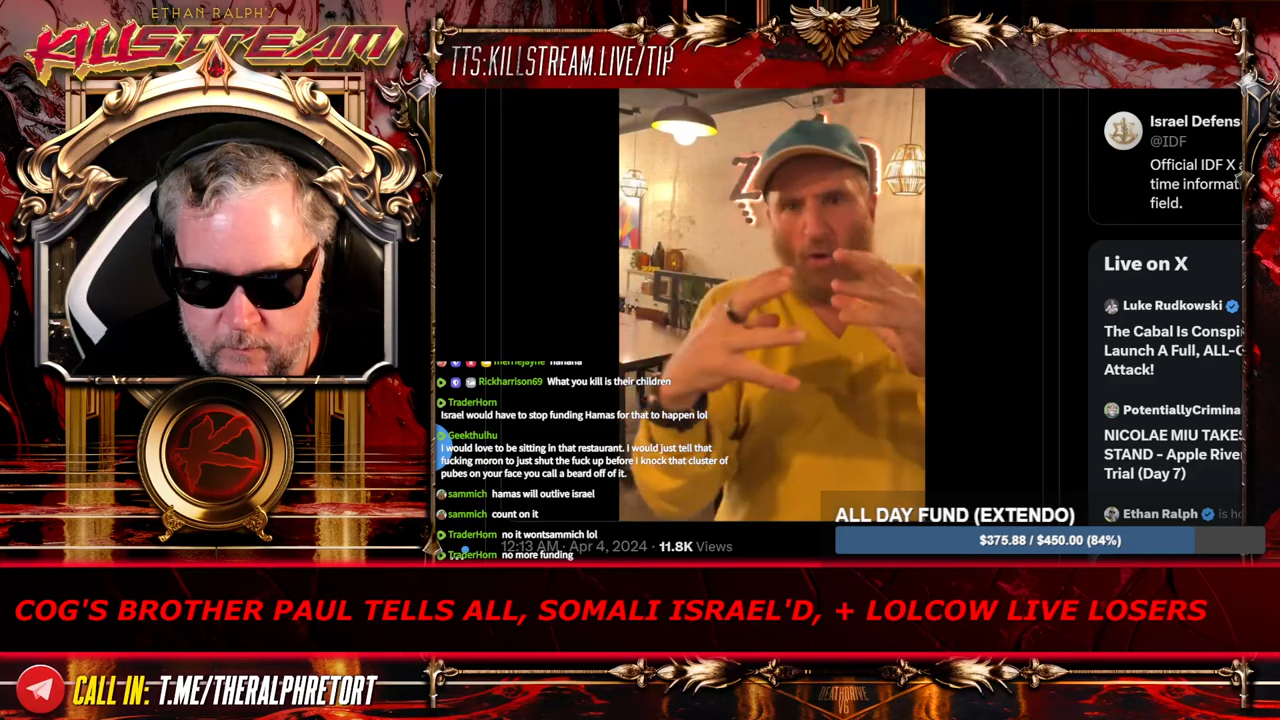 ETHAN RALPH'S
KILLSTREAM
TTS:KILLSTREAM.LIVE/TIP
Israel Defens
@IDF
Official IDF X
time informat
field.
Live on X
Luke Rudkowski
The Cabal Is Conspi
Launch A Full, ALL-
Attack!
PotentiallyCrimina
NICOLAE MIU TAKES
STAND - Apple River
Trial (Day 7)
Ethan Ralph is ho
merriejayne hahaha
Rickharrison69 What you kill is their children
TraderHorn
Israel would have to stop funding Hamas for that to happen lol
Geekthulhu
I would love to be sitting in that restaurant. I would just tell that
fucking moron to just shut the fuck up before I knock that cluster of
pubes on your face you call a beard off of it.
sammich hamas will outlive israel
sammich count on it
TraderHorn no it wontsammich lol
TraderHorn no more funding
12:13 AM · Apr 4, 2024 · 11.8K Views
ALL DAY FUND (EXTENDO)
$375.88 / $450.00 (84%)
COG'S BROTHER PAUL TELLS ALL, SOMALI ISRAEL'D, + LOLCOW LIVE LOSERS
CALL IN: T.ME/THERALPHRETORT
DEATHDRIVE
V6